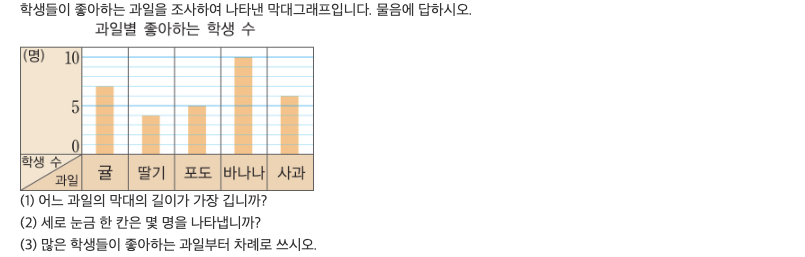 학생들이 좋아하는 과일을 조사하여 나타낸 막대그래프입니다. 물음에 답하시오.
과일별 좋아하는 학생 수
(명) 10
5
0
학생 수
과일
귤 딸기 포도 바나나 사과
(1) 어느 과일의 막대의 길이가 가장 깁니까?
(2) 세로 눈금 한 칸은 몇 명을 나타냅니까?
(3) 많은 학생들이 좋아하는 과일부터 차례로 쓰시오.